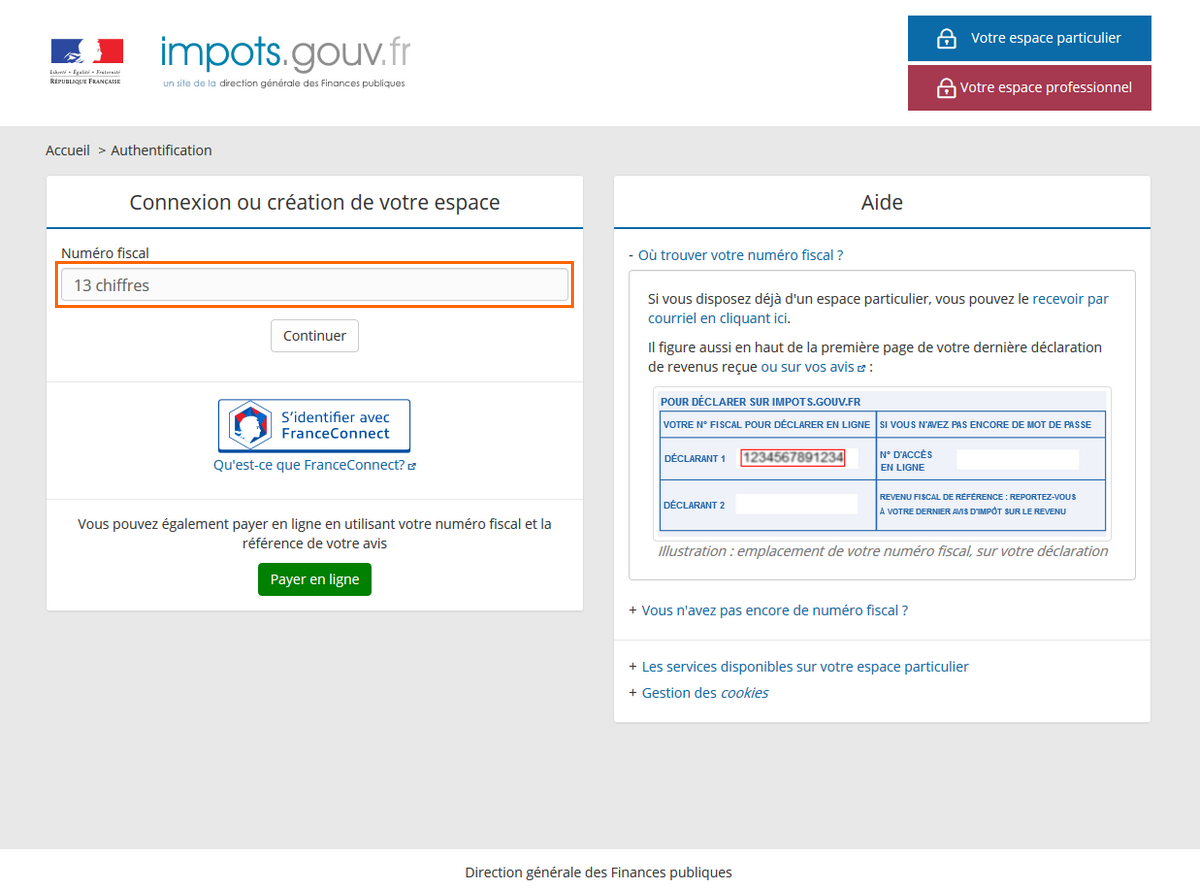 Liberté • Égalité • Fraternité
RÉPUBLIQUE FRANÇAISE
impots.gouv.fr
un site de la direction générale des Finances publiques
Votre espace particulier
Votre espace professionnel
Accueil > Authentification
Connexion ou création de votre espace
Numéro fiscal
13 chiffres
Continuer
S'identifier avec
FranceConnect
Qu'est-ce que FranceConnect?
Vous pouvez également payer en ligne en utilisant votre numéro fiscal et la
référence de votre avis
Payer en ligne
Aide
- Où trouver votre numéro fiscal ?
Si vous disposez déjà d'un espace particulier, vous pouvez le recevoir par
courriel en cliquant ici.
Il figure aussi en haut de la première page de votre dernière déclaration
de revenus reçue ou sur vos avis :
POUR DÉCLARER SUR IMPOTS.GOUV.FR
VOTRE N° FISCAL POUR DÉCLARER EN LIGNE
SI VOUS N'AVEZ PAS ENCORE DE MOT DE PASSE
DÉCLARANT 1
1234567891234
N° D'ACCÈS
EN LIGNE
DÉCLARANT 2
REVENU FISCAL DE RÉFÉRENCE : REPORTEZ-VOUS
À VOTRE DERNIER AVIS D'IMPÔT SUR LE REVENU
Illustration : emplacement de votre numéro fiscal, sur votre déclaration
+ Vous n'avez pas encore de numéro fiscal ?
+ Les services disponibles sur votre espace particulier
+ Gestion des cookies
Direction générale des Finances publiques